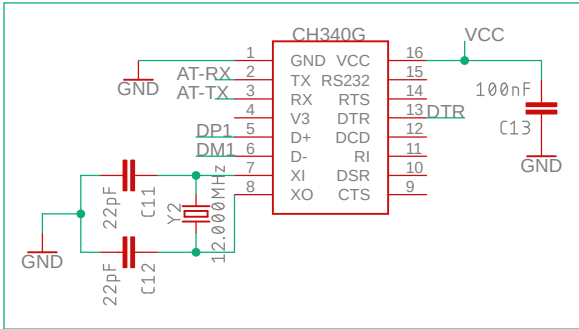 CH340G
VCC
1 GND VCC 16
AT-RX 2 TX RS232 15
AT-TX 3 RX RTS 14
4 V3 DTR 13 DTR
DP1 5 D+ DCD 12
DM1 6 D- RI 11
7 XI DSR 10
8 XO CTS 9
GND
100nF
C13
GND
22pF
C11
Y2
12.000MHz
GND
22pF
C12